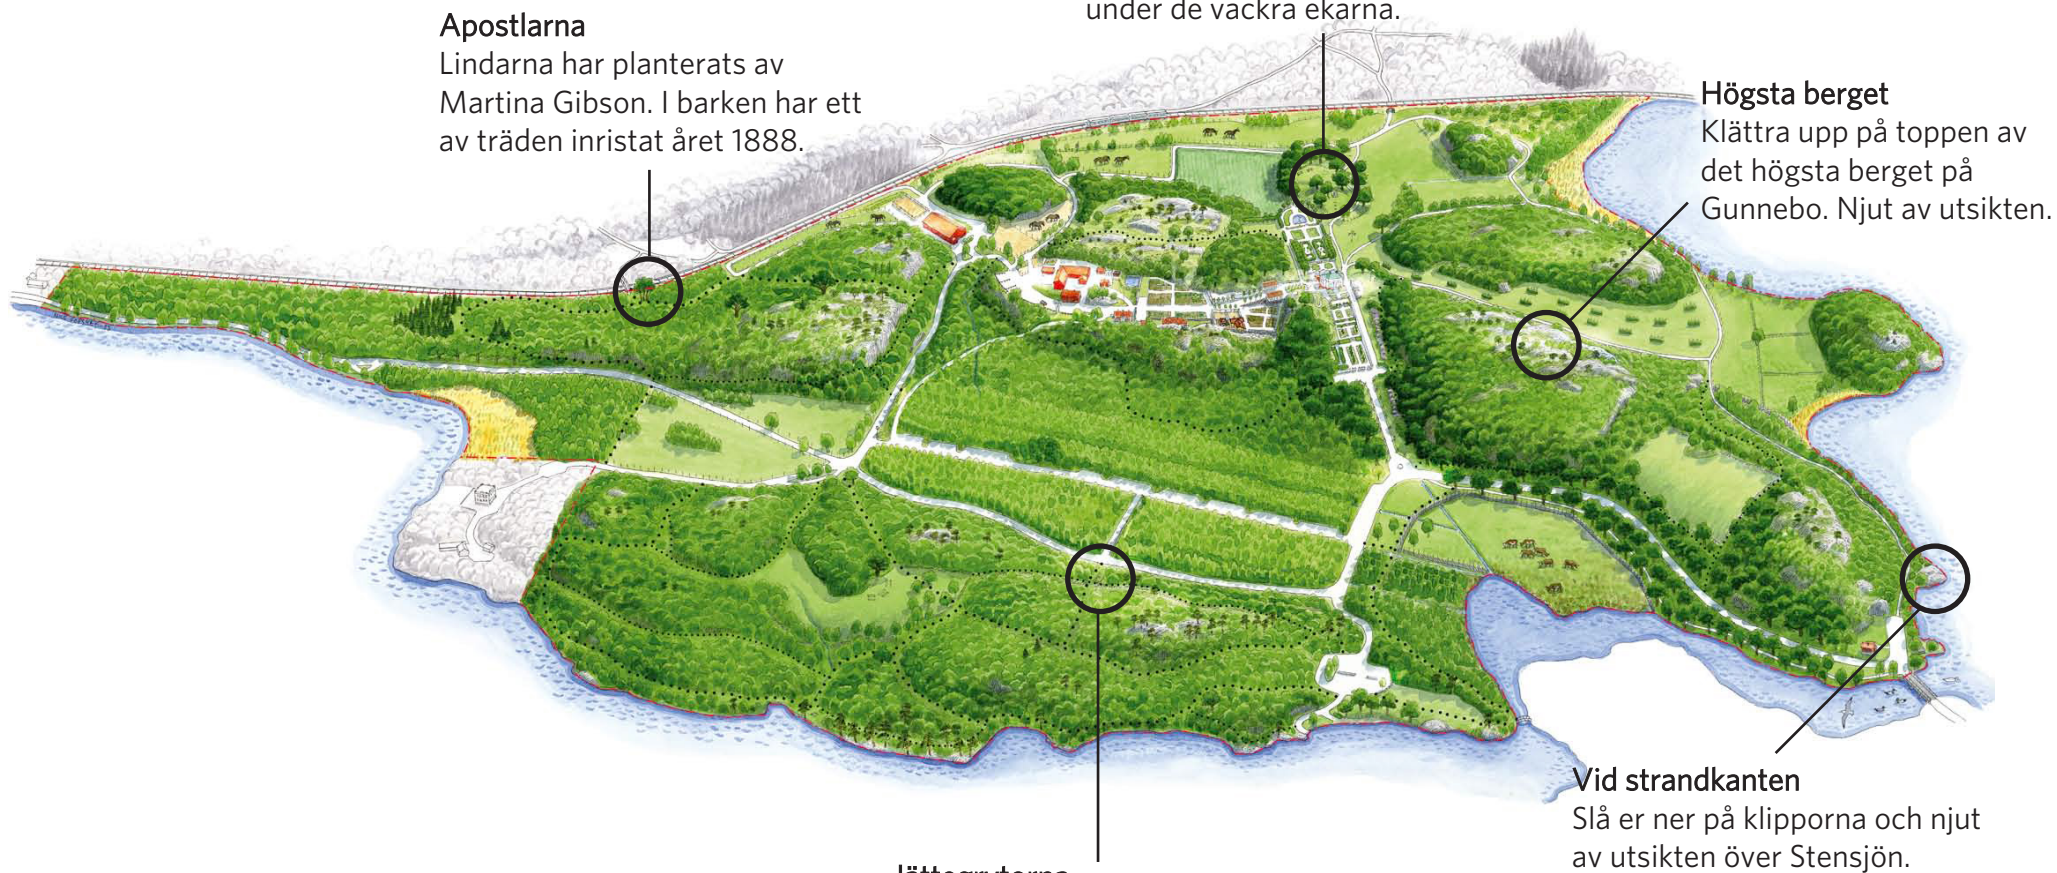 under de vackra ekarna.
Apostlarna
Lindarna har planterats av
Martina Gibson. I barken har ett
av träden inristat året 1888.
Högsta berget
Klättra upp på toppen av
det högsta berget på
Gunnebo. Njut av utsikten.
Vid strandkanten
Slå er ner på klipporna och njut
av utsikten över Stensjön.
Jättegrytorna